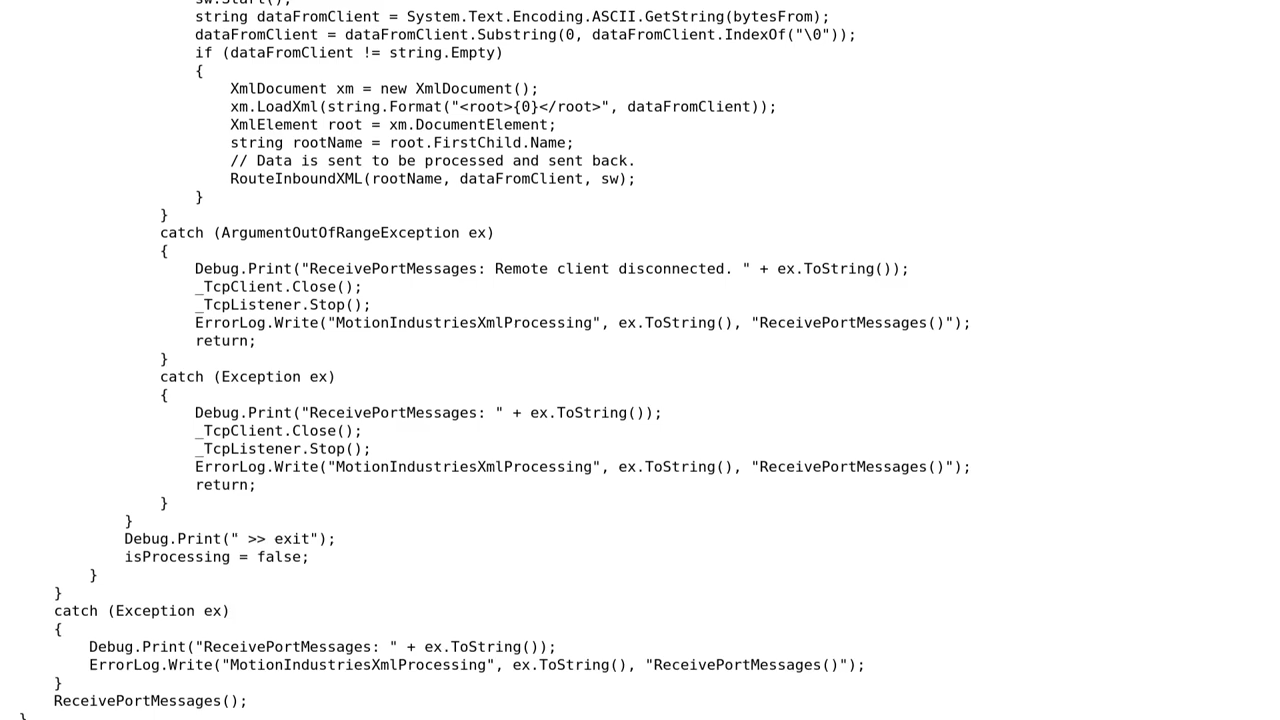 sw.Start();
string dataFromClient = System.Text.Encoding.ASCII.GetString(bytesFrom);
dataFromClient = dataFromClient.Substring(0, dataFromClient.IndexOf("\0"));
if (dataFromClient != string.Empty)
{
XmlDocument xm = new XmlDocument();
xm.LoadXml(string.Format("<root>{0}</root>", dataFromClient));
XmlElement root = xm.DocumentElement;
string rootName = root.FirstChild.Name;
// Data is sent to be processed and sent back.
RouteInboundXML(rootName, dataFromClient, sw);
}
}
catch (ArgumentOutOfRangeException ex)
{
Debug.Print("ReceivePortMessages: Remote client disconnected. " + ex.ToString());
_TcpClient.Close();
_TcpListener.Stop();
ErrorLog.Write("MotionIndustriesXmlProcessing", ex.ToString(), "ReceivePortMessages()");
return;
}
catch (Exception ex)
{
Debug.Print("ReceivePortMessages: " + ex.ToString());
_TcpClient.Close();
_TcpListener.Stop();
ErrorLog.Write("MotionIndustriesXmlProcessing", ex.ToString(), "ReceivePortMessages()");
return;
}
}
Debug.Print(" >> exit");
isProcessing = false;
}
}
catch (Exception ex)
{
Debug.Print("ReceivePortMessages: " + ex.ToString());
ErrorLog.Write("MotionIndustriesXmlProcessing", ex.ToString(), "ReceivePortMessages()");
}
ReceivePortMessages();
}